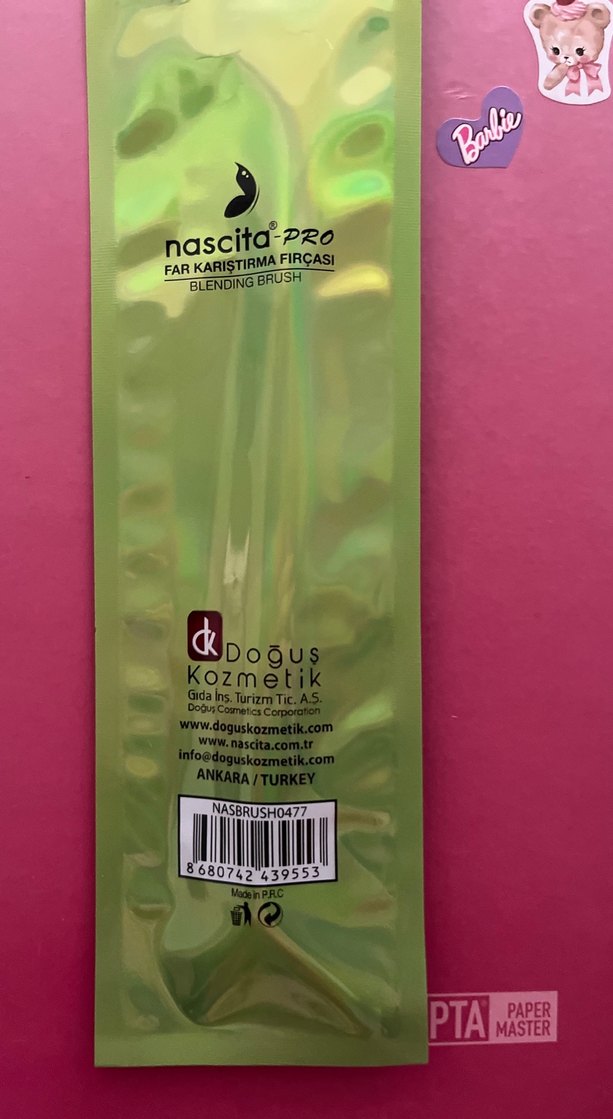 Barbie
nascita®-PRO
FAR KARIŞTIRMA FIRÇASI
BLENDING BRUSH
dk Doğuş
Kozmetik
Gıda İnş. Turizm Tic. A.Ş.
Doğuş Cosmetics Corporation
www.doguskozmetik.com
www.nascita.com.tr
info@doguskozmetik.com
ANKARA / TURKEY
NASBRUSH0477
8 680742 439553
Made in P.R.C
PTA® PAPER
MASTER